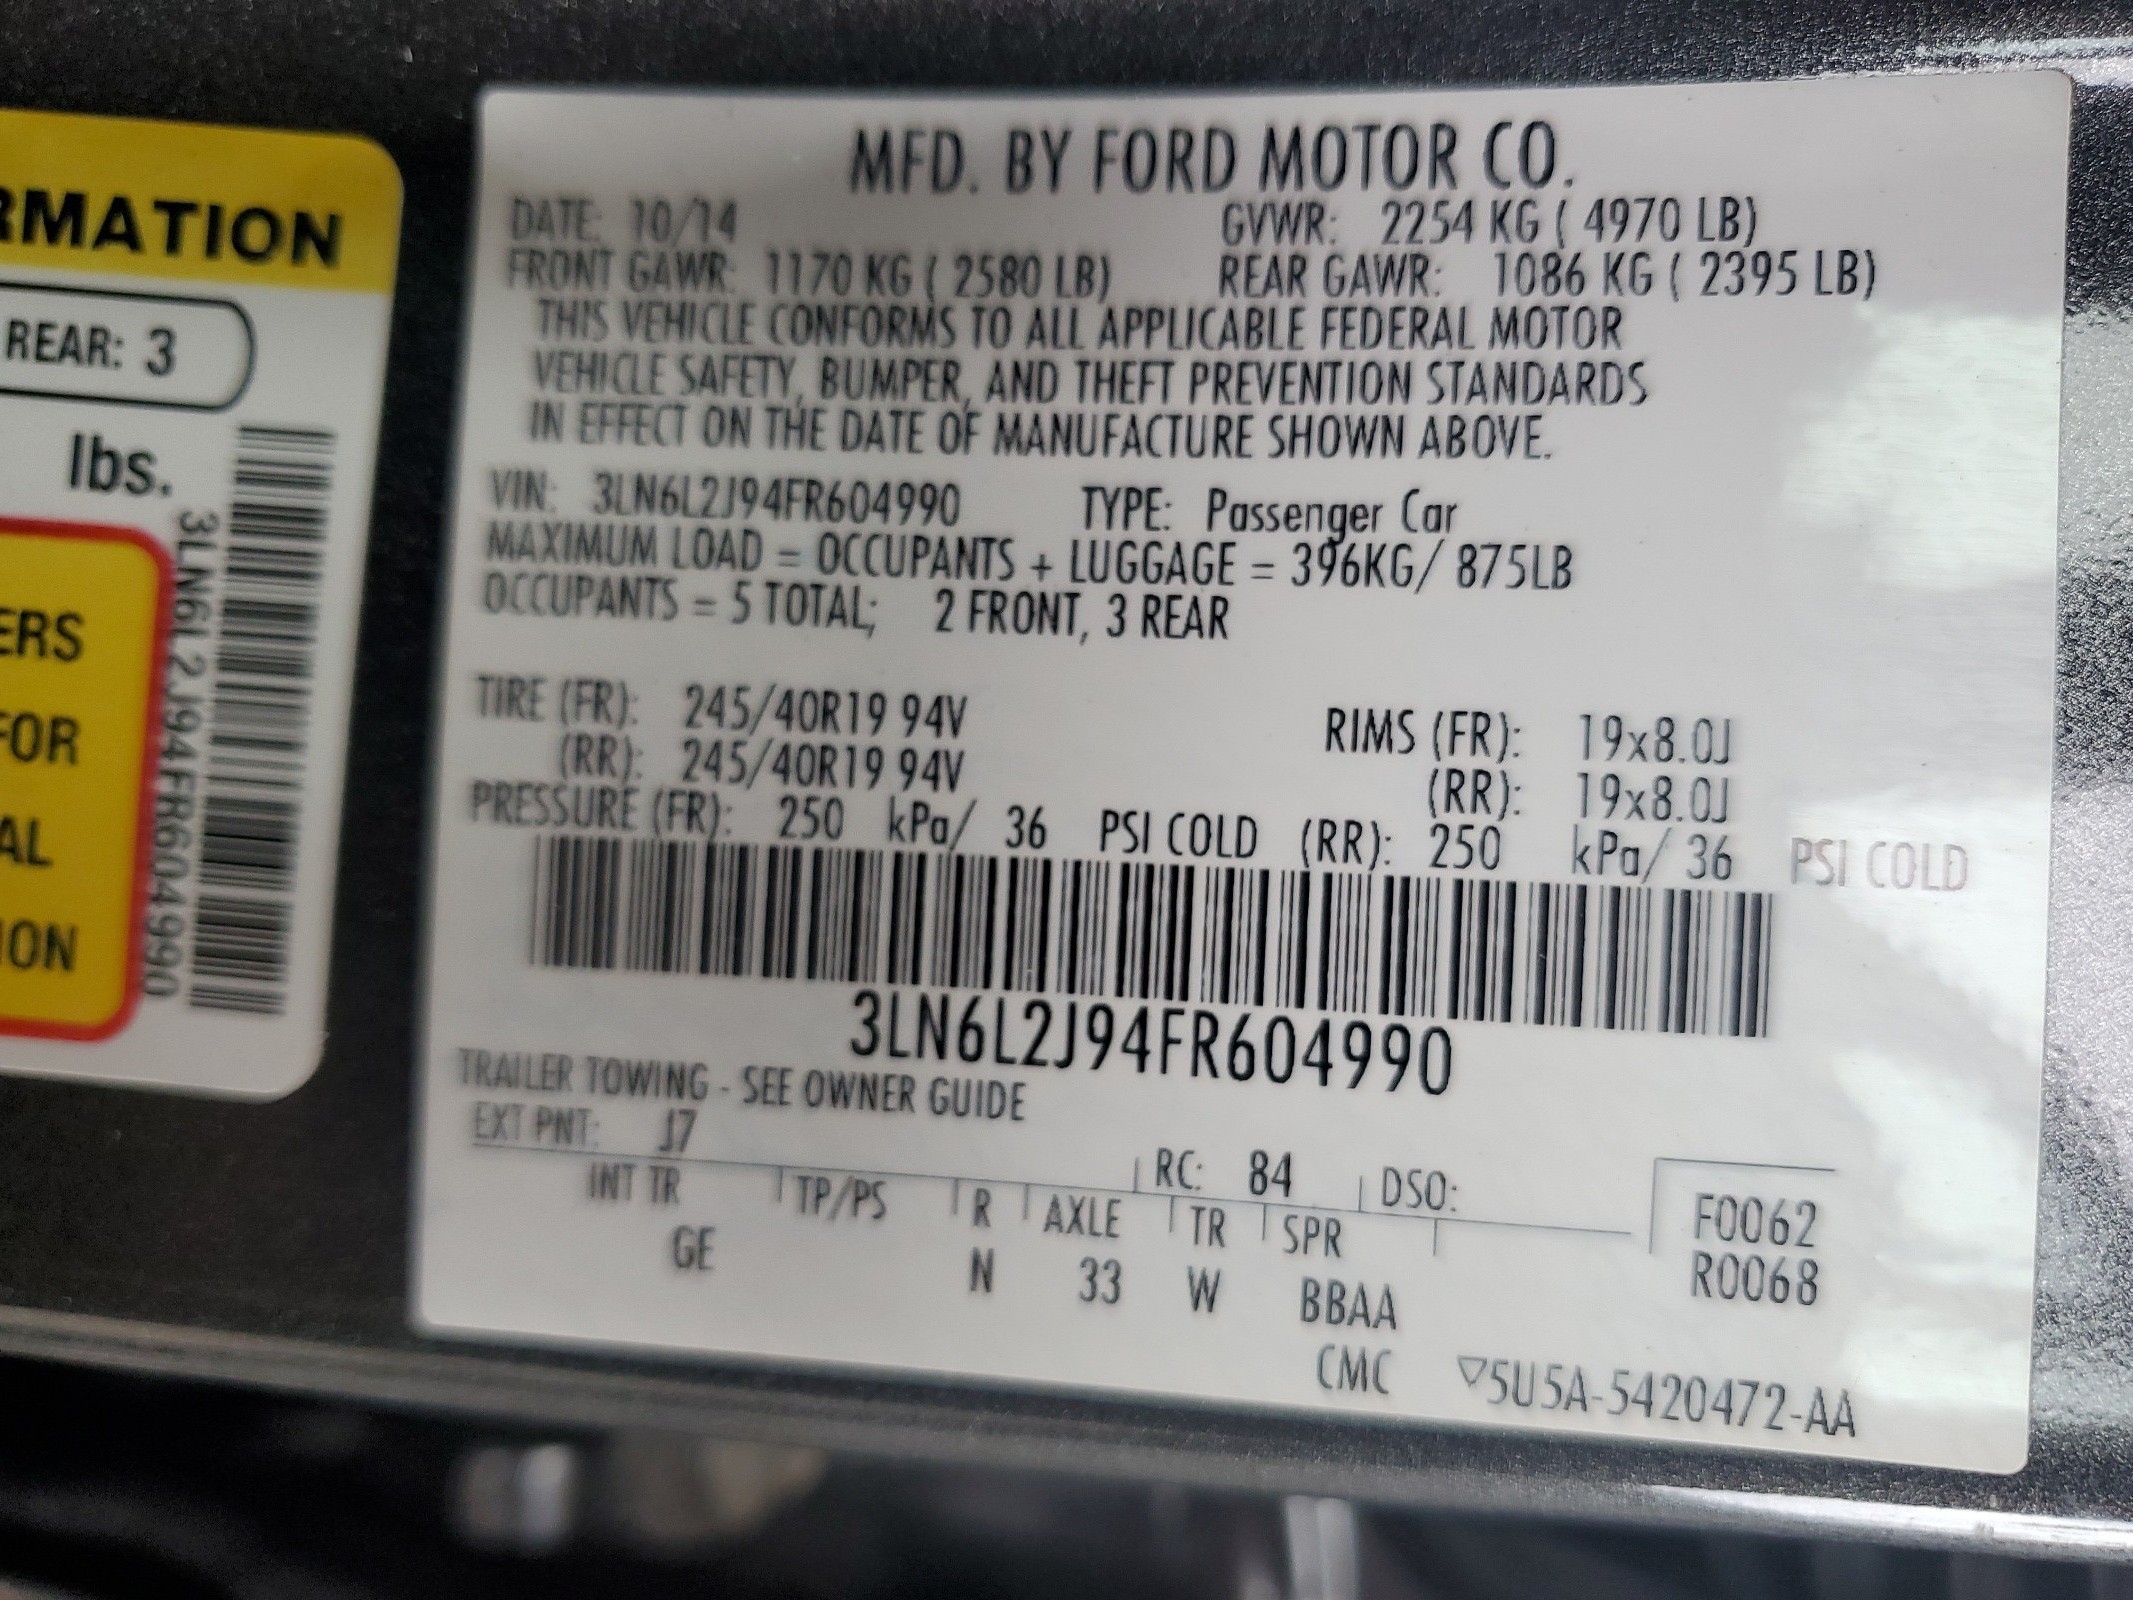 RMATION
REAR: 3
lbs.
3LN6L2J94FR604990
ERS
FOR
AL
ION
MFD. BY FORD MOTOR CO.
DATE: 10/14 GVWR: 2254 KG ( 4970 LB)
FRONT GAWR: 1170 KG ( 2580 LB) REAR GAWR: 1086 KG ( 2395 LB)
THIS VEHICLE CONFORMS TO ALL APPLICABLE FEDERAL MOTOR
VEHICLE SAFETY, BUMPER, AND THEFT PREVENTION STANDARDS
IN EFFECT ON THE DATE OF MANUFACTURE SHOWN ABOVE.
VIN: 3LN6L2J94FR604990 TYPE: Passenger Car
MAXIMUM LOAD = OCCUPANTS + LUGGAGE = 396KG/ 875LB
OCCUPANTS = 5 TOTAL; 2 FRONT, 3 REAR
TIRE (FR): 245/40R19 94V RIMS (FR): 19x8.0J
(RR): 245/40R19 94V (RR): 19x8.0J
PRESSURE (FR): 250 kPa/ 36 PSI COLD (RR): 250 kPa/ 36 PSI COLD
3LN6L2J94FR604990
TRAILER TOWING - SEE OWNER GUIDE
EXT PNT: J7 RC: 84 DSO:
INT TR TP/PS R AXLE TR SPR F0062
GE N 33 W BBAA R0068
CMC ▽5U5A-5420472-AA